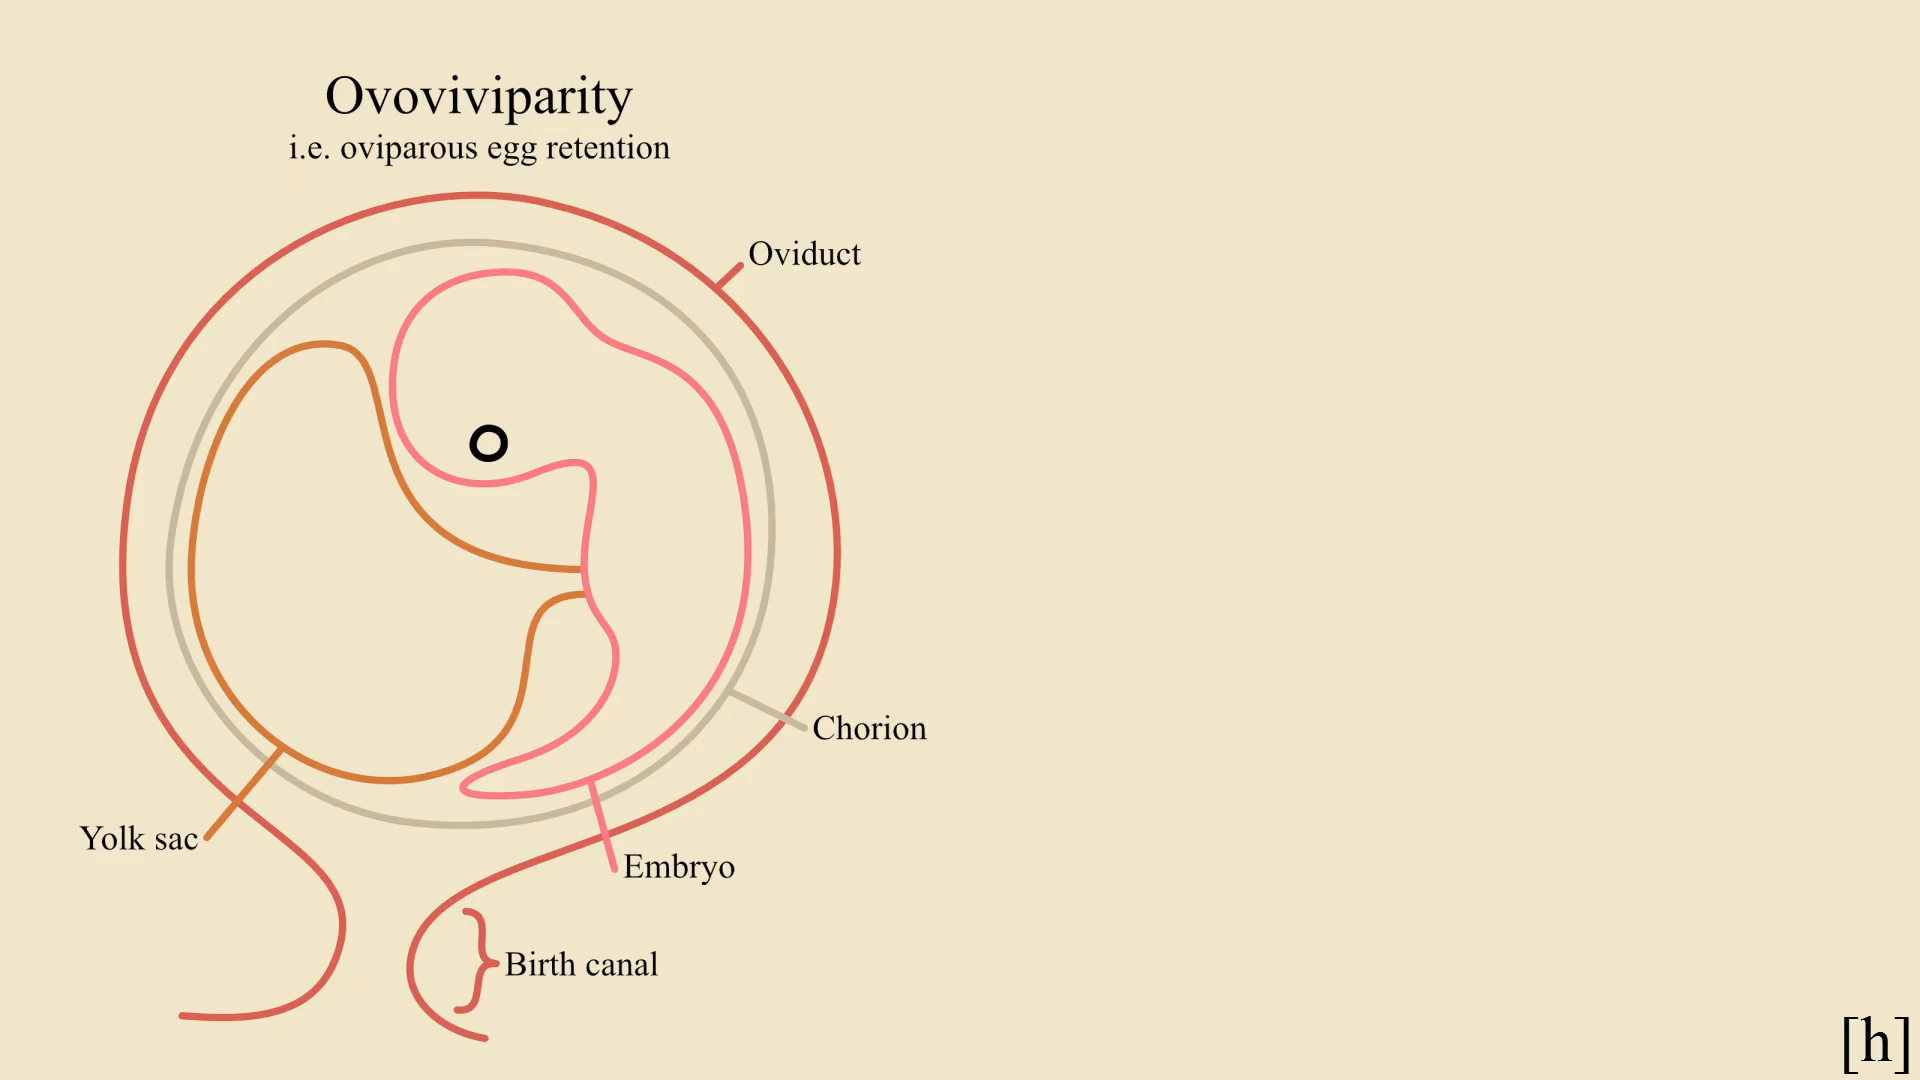 Ovoviviparity
i.e. oviparous egg retention
Oviduct
Chorion
Yolk sac
Embryo
Birth canal
[h]